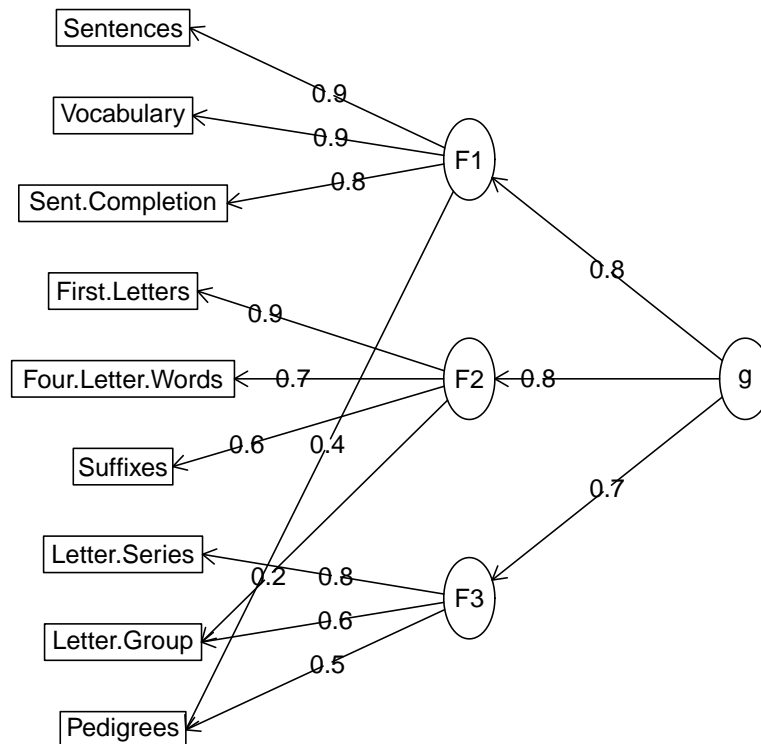 Sentences
0.9
Vocabulary
0.9
F1
0.8
Sent.Completion
0.8
First.Letters
0.9
Four.Letter.Words
0.7
F2
0.8
g
Suffixes
0.6
0.4
0.7
Letter.Series
0.2
0.8
F3
0.6
Letter.Group
0.5
Pedigrees